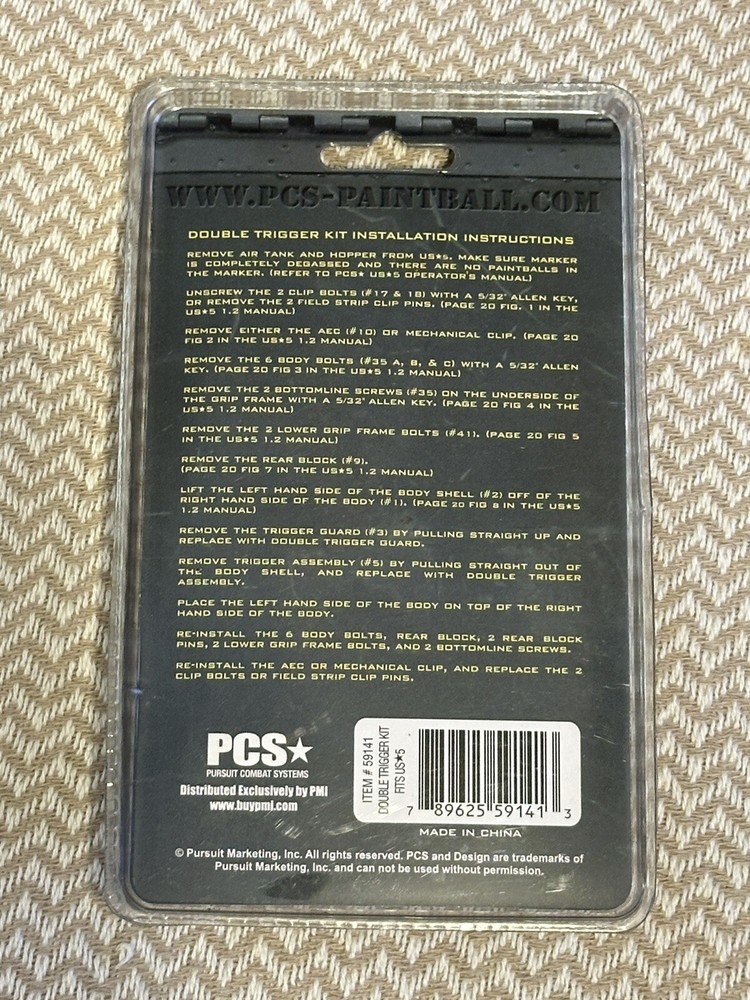 WWW.PCS-PAINTBALL.COM
DOUBLE TRIGGER KIT INSTALLATION INSTRUCTIONS
REMOVE AIR TANK AND HOPPER FROM US★5. MAKE SURE MARKER
IS COMPLETELY DEGASSED AND THERE ARE NO PAINTBALLS IN
THE MARKER. (REFER TO PCS★ US★5 OPERATOR'S MANUAL)
UNSCREW THE 2 CLIP BOLTS (#17 & 18) WITH A 5/32' ALLEN KEY,
OR REMOVE THE 2 FIELD STRIP CLIP PINS. (PAGE 20 FIG. 1 IN THE
US★5 1.2 MANUAL)
REMOVE EITHER THE AEC (#10) OR MECHANICAL CLIP. (PAGE 20
FIG 2 IN THE US★5 1.2 MANUAL)
REMOVE THE 6 BODY BOLTS (#35 A, B, & C) WITH A 5/32' ALLEN
KEY. (PAGE 20 FIG 3 IN THE US★5 1.2 MANUAL)
REMOVE THE 2 BOTTOMLINE SCREWS (#35) ON THE UNDERSIDE OF
THE GRIP FRAME WITH A 5/32' ALLEN KEY. (PAGE 20 FIG 4 IN THE
US★5 1.2 MANUAL)
REMOVE THE 2 LOWER GRIP FRAME BOLTS (#41). (PAGE 20 FIG 5
IN THE US★5 1.2 MANUAL)
REMOVE THE REAR BLOCK (#9).
(PAGE 20 FIG 7 IN THE US★5 1.2 MANUAL)
LIFT THE LEFT HAND SIDE OF THE BODY SHELL (#2) OFF OF THE
RIGHT HAND SIDE OF THE BODY (#1). (PAGE 20 FIG 8 IN THE US★5
1.2 MANUAL)
REMOVE THE TRIGGER GUARD (#3) BY PULLING STRAIGHT UP AND
REPLACE WITH DOUBLE TRIGGER GUARD.
REMOVE TRIGGER ASSEMBLY (#5) BY PULLING STRAIGHT OUT OF
THE BODY SHELL, AND REPLACE WITH DOUBLE TRIGGER
ASSEMBLY.
PLACE THE LEFT HAND SIDE OF THE BODY ON TOP OF THE RIGHT
HAND SIDE OF THE BODY.
RE-INSTALL THE 6 BODY BOLTS, REAR BLOCK, 2 REAR BLOCK
PINS, 2 LOWER GRIP FRAME BOLTS, AND 2 BOTTOMLINE SCREWS.
RE-INSTALL THE AEC OR MECHANICAL CLIP, AND REPLACE THE 2
CLIP BOLTS OR FIELD STRIP CLIP PINS.
PCS★
PURSUIT COMBAT SYSTEMS
Distributed Exclusively by PMI
www.buypmi.com
ITEM # 59141
DOUBLE TRIGGER KIT
FITS US★5
7 89625 59141 3
MADE IN CHINA
© Pursuit Marketing, Inc. All rights reserved. PCS and Design are trademarks of
Pursuit Marketing, Inc. and can not be used without permission.